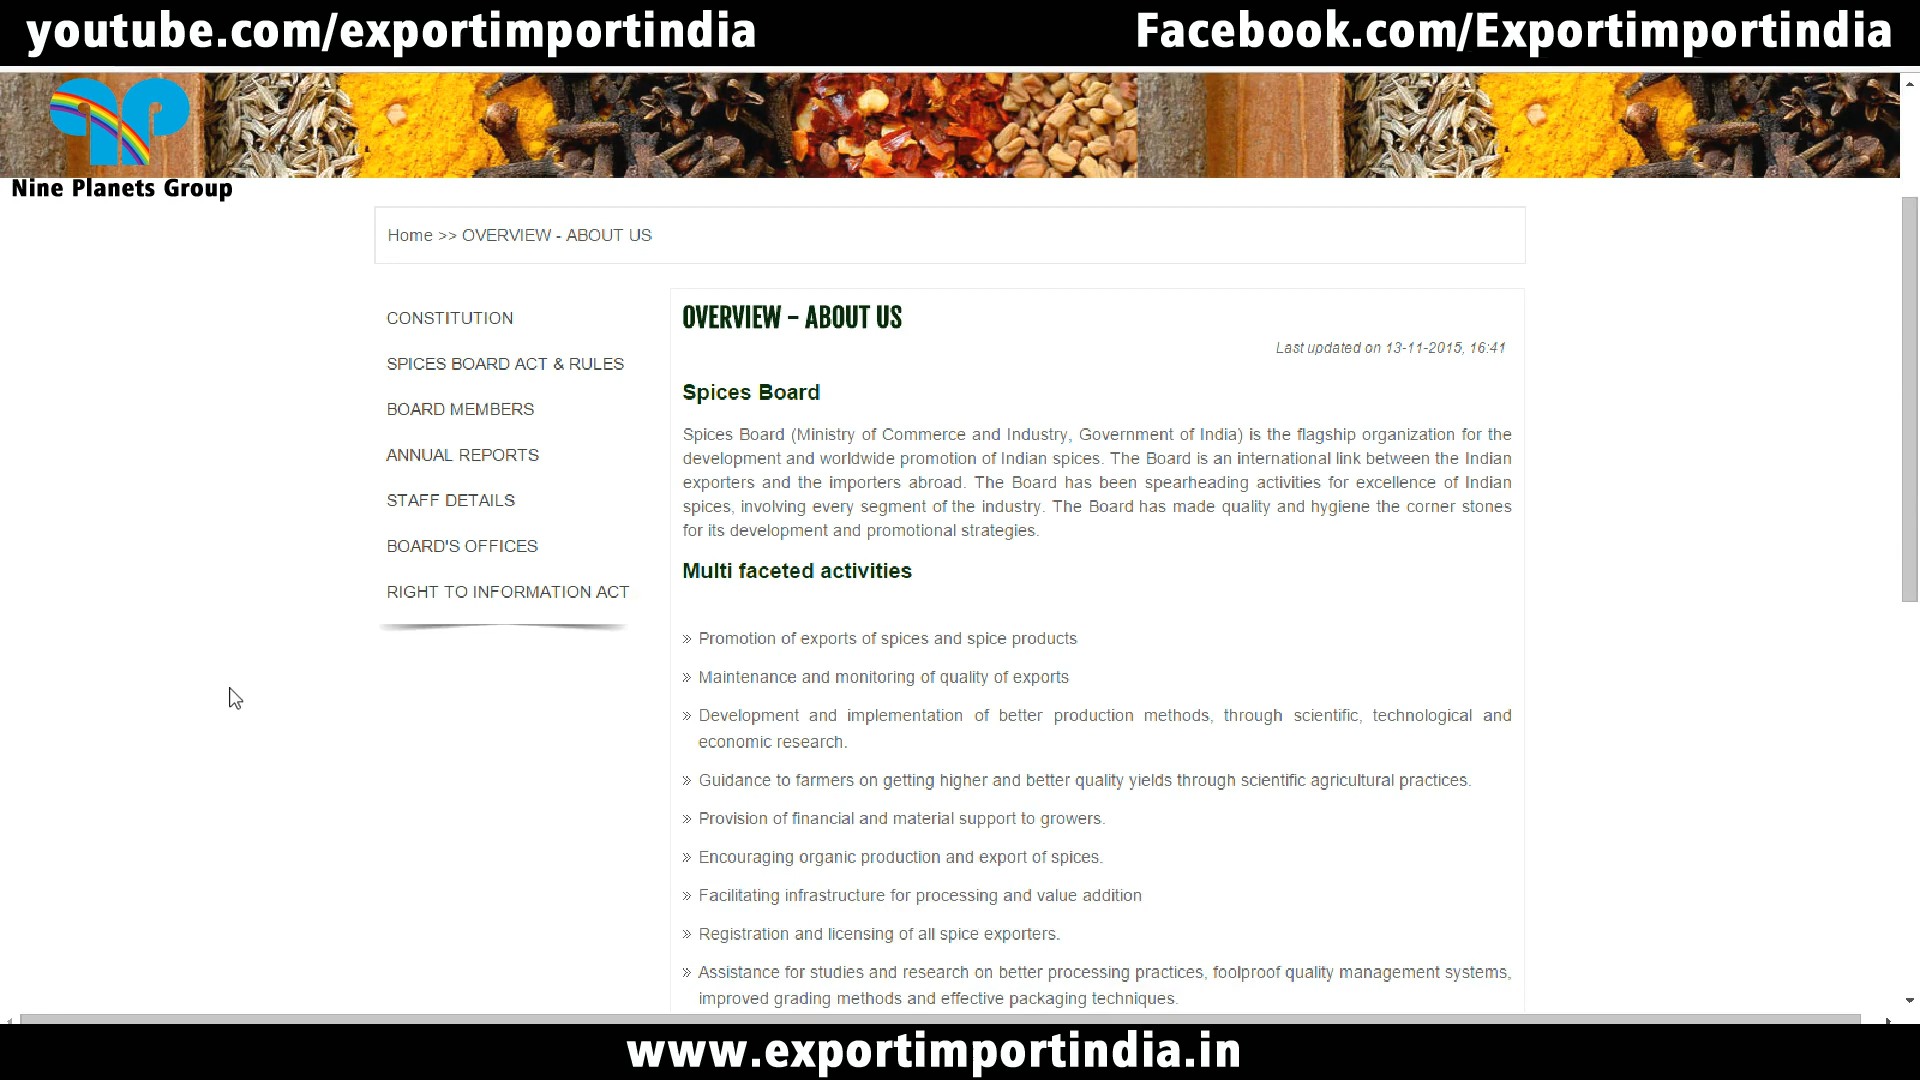 youtube.com/exportimportindia
Facebook.com/Exportimportindia
Nine Planets Group
Home >> OVERVIEW - ABOUT US
CONSTITUTION
SPICES BOARD ACT & RULES
BOARD MEMBERS
ANNUAL REPORTS
STAFF DETAILS
BOARD'S OFFICES
RIGHT TO INFORMATION ACT
OVERVIEW – ABOUT US
Last updated on 13-11-2015, 16:41
Spices Board
Spices Board (Ministry of Commerce and Industry, Government of India) is the flagship organization for the
development and worldwide promotion of Indian spices. The Board is an international link between the Indian
exporters and the importers abroad. The Board has been spearheading activities for excellence of Indian
spices, involving every segment of the industry. The Board has made quality and hygiene the corner stones
for its development and promotional strategies.
Multi faceted activities
» Promotion of exports of spices and spice products
» Maintenance and monitoring of quality of exports
» Development and implementation of better production methods, through scientific, technological and
economic research.
» Guidance to farmers on getting higher and better quality yields through scientific agricultural practices.
» Provision of financial and material support to growers.
» Encouraging organic production and export of spices.
» Facilitating infrastructure for processing and value addition
» Registration and licensing of all spice exporters.
» Assistance for studies and research on better processing practices, foolproof quality management systems,
improved grading methods and effective packaging techniques.
www.exportimportindia.in